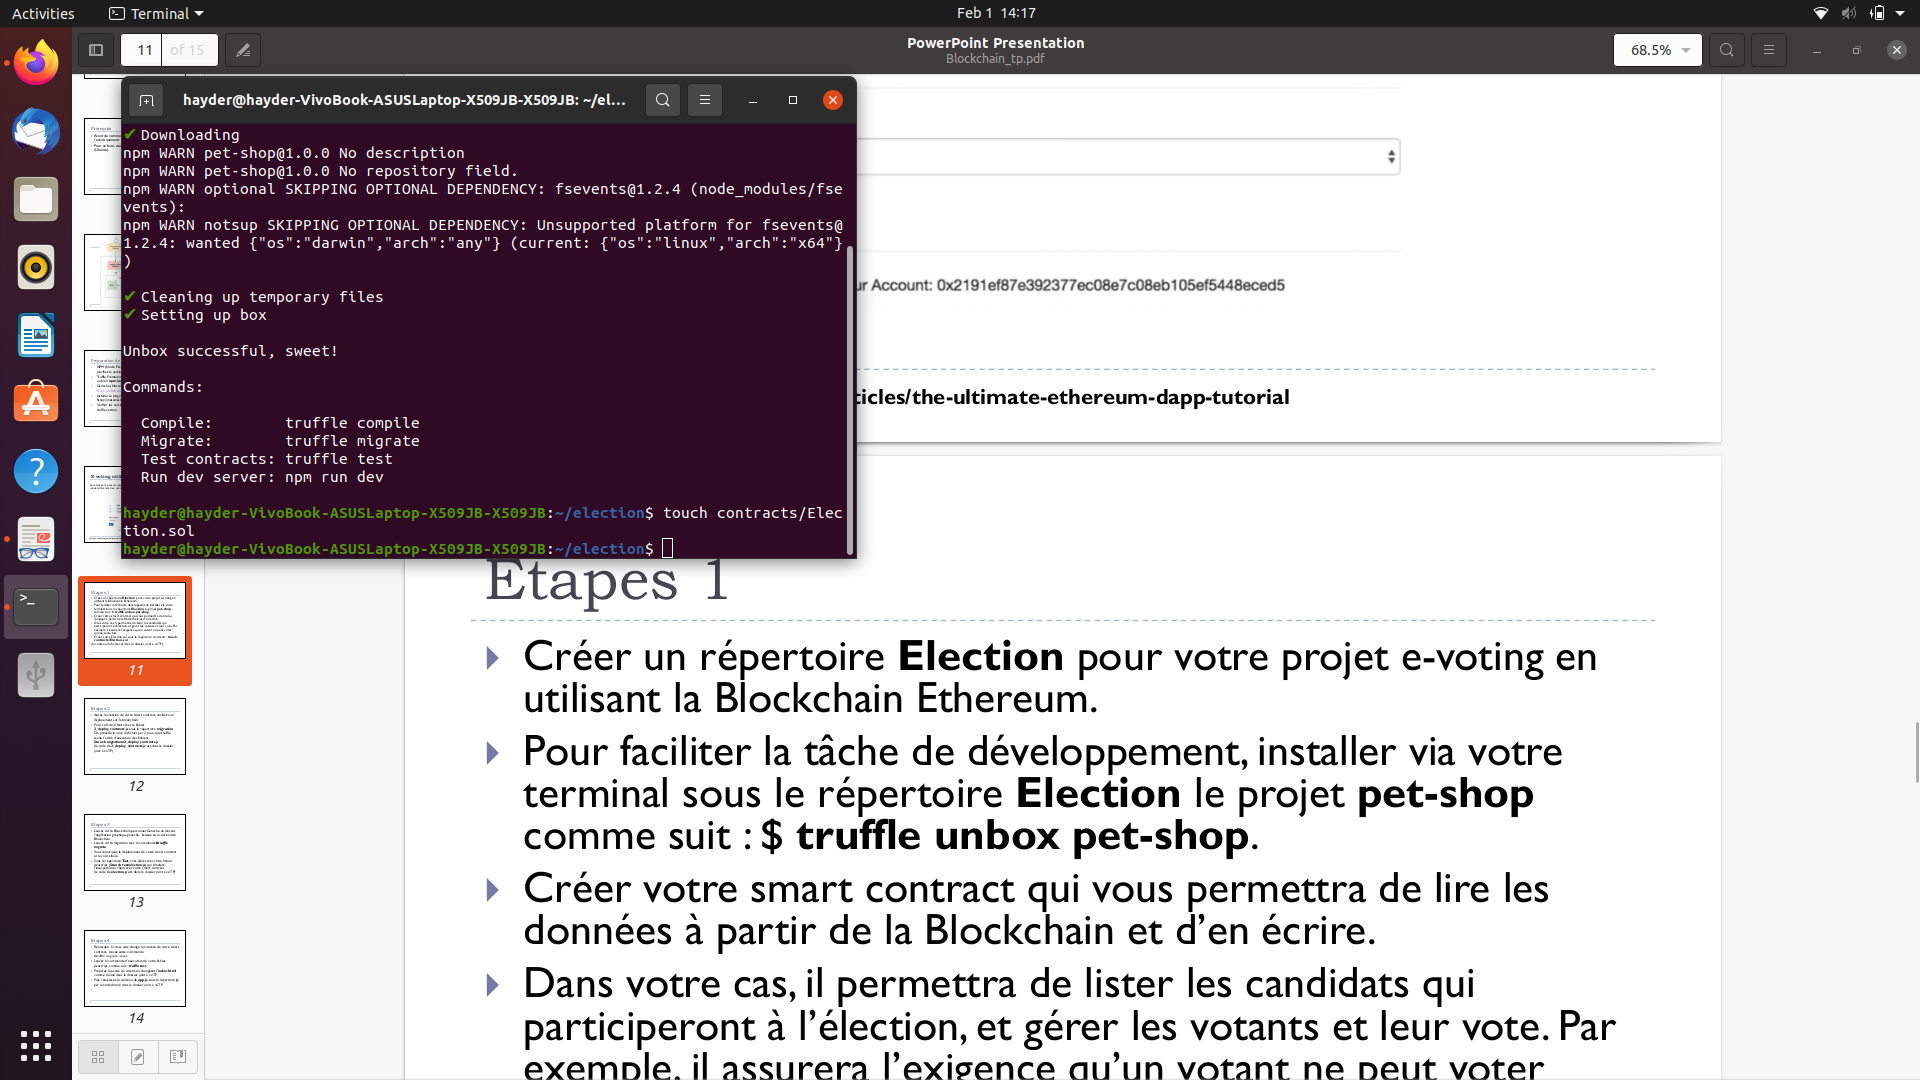 Activities
Terminal
Feb 1 14:17
11
of 15
PowerPoint Presentation
Blockchain_tp.pdf
68.5%
hayder@hayder-VivoBook-ASUSLaptop-X509JB-X509JB: ~/el...
✔ Downloading
npm WARN pet-shop@1.0.0 No description
npm WARN pet-shop@1.0.0 No repository field.
npm WARN optional SKIPPING OPTIONAL DEPENDENCY: fsevents@1.2.4 (node_modules/fse
vents):
npm WARN notsup SKIPPING OPTIONAL DEPENDENCY: Unsupported platform for fsevents@
1.2.4: wanted {"os":"darwin","arch":"any"} (current: {"os":"linux","arch":"x64"}
)
✔ Cleaning up temporary files
✔ Setting up box
Unbox successful, sweet!
Commands:
Compile: truffle compile
Migrate: truffle migrate
Test contracts: truffle test
Run dev server: npm run dev
hayder@hayder-VivoBook-ASUSLaptop-X509JB-X509JB:~/election$ touch contracts/Elec
tion.sol
hayder@hayder-VivoBook-ASUSLaptop-X509JB-X509JB:~/election$
ur Account: 0x2191ef87e392377ec08e7c08eb105ef5448eced5
ticles/the-ultimate-ethereum-dapp-tutorial
Etapes 1
Créer un répertoire Election pour votre projet e-voting en
utilisant la Blockchain Ethereum.
Pour faciliter la tâche de développement, installer via votre
terminal sous le répertoire Election le projet pet-shop
comme suit : $ truffle unbox pet-shop.
Créer votre smart contract qui vous permettra de lire les
données à partir de la Blockchain et d’en écrire.
Dans votre cas, il permettra de lister les candidats qui
participeront à l’élection, et gérer les votants et leur vote. Par
exemple, il assurera l’exigence qu’un votant ne peut voter
11
12
13
14